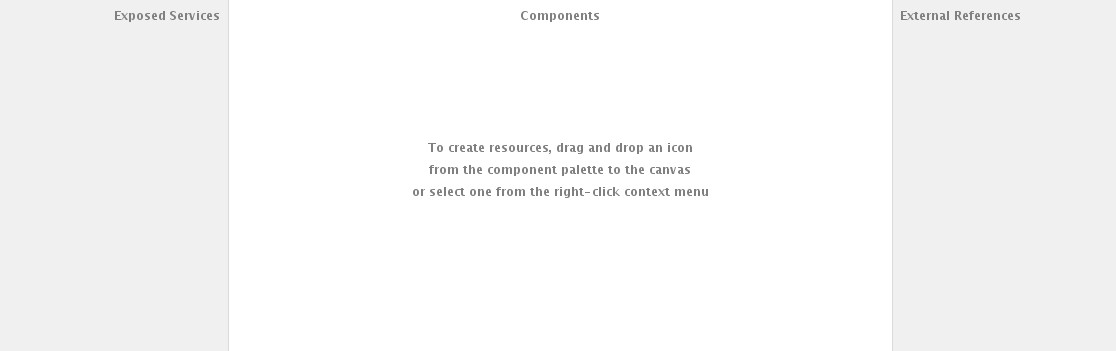 Exposed Services
Components
External References
To create resources, drag and drop an icon
from the component palette to the canvas
or select one from the right-click context menu